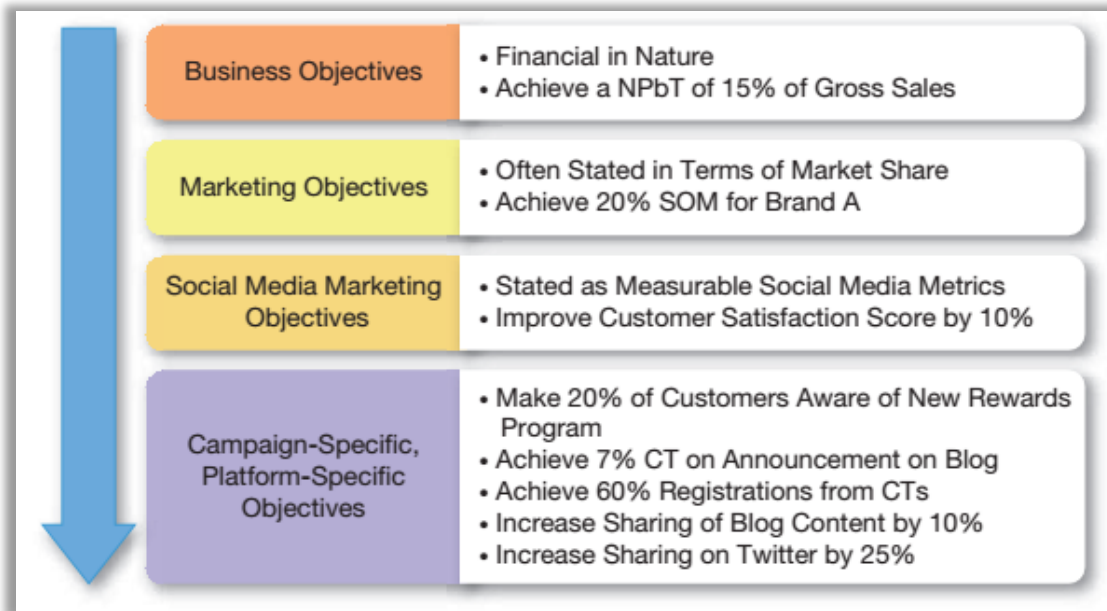 Business Objectives
• Financial in Nature
• Achieve a NPbT of 15% of Gross Sales
Marketing Objectives
• Often Stated in Terms of Market Share
• Achieve 20% SOM for Brand A
Social Media Marketing
Objectives
• Stated as Measurable Social Media Metrics
• Improve Customer Satisfaction Score by 10%
Campaign-Specific,
Platform-Specific
Objectives
• Make 20% of Customers Aware of New Rewards
Program
• Achieve 7% CT on Announcement on Blog
• Achieve 60% Registrations from CTs
• Increase Sharing of Blog Content by 10%
• Increase Sharing on Twitter by 25%